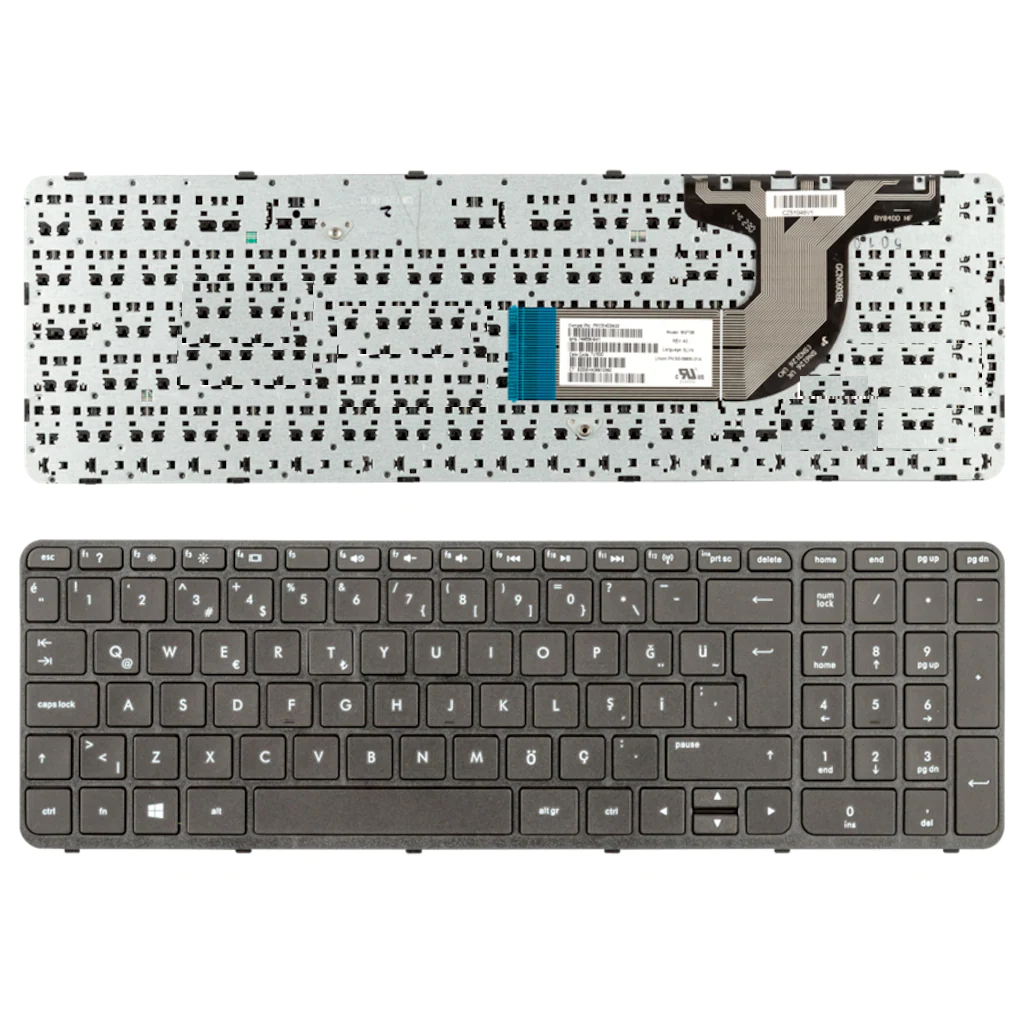 BY8400 HF
esc f1 ? f2 f3 f4 f5 f6 f7 f8 f9 f10 f11 f12 ins prt sc delete home end pg up pg dn
é " ! 1 ' 2 ^ 3 # + 4 $ % 5 & 6 / 7 { ( 8 [ ) 9 ] = 0 } ? * \ _ - ← num lock / * -
Q @ W E € R T ₺ Y U I O P Ğ Ü ~ 7 home 8 ↑ 9 pg up +
caps lock A S D F G H J K L Ş İ 4 ← 5 6 →
↑ > < | Z X C V B N M Ö Ç : . pause ↑ 1 end 2 ↓ 3 pg dn
ctrl fn alt alt gr ctrl ◄ ▲ ▼ ► 0 ins , del